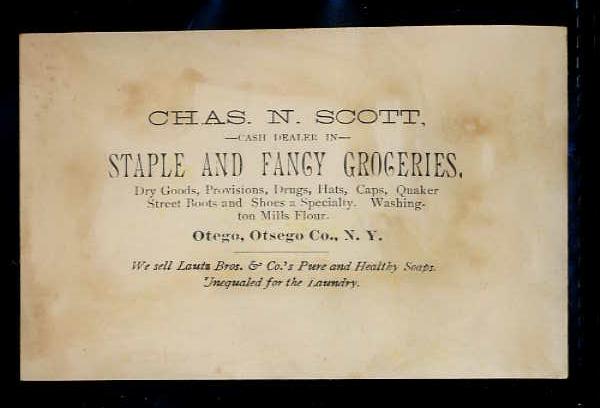 CHAS. N. SCOTT,
—CASH DEALER IN—
STAPLE AND FANCY GROCERIES.
Dry Goods, Provisions, Drugs, Hats, Caps, Quaker
Street Boots and Shoes a Specialty. Washing-
ton Mills Flour.
Otego, Otsego Co., N. Y.
We sell Lautz Bros. & Co.'s Pure and Healthy Soaps.
Unequaled for the Laundry.